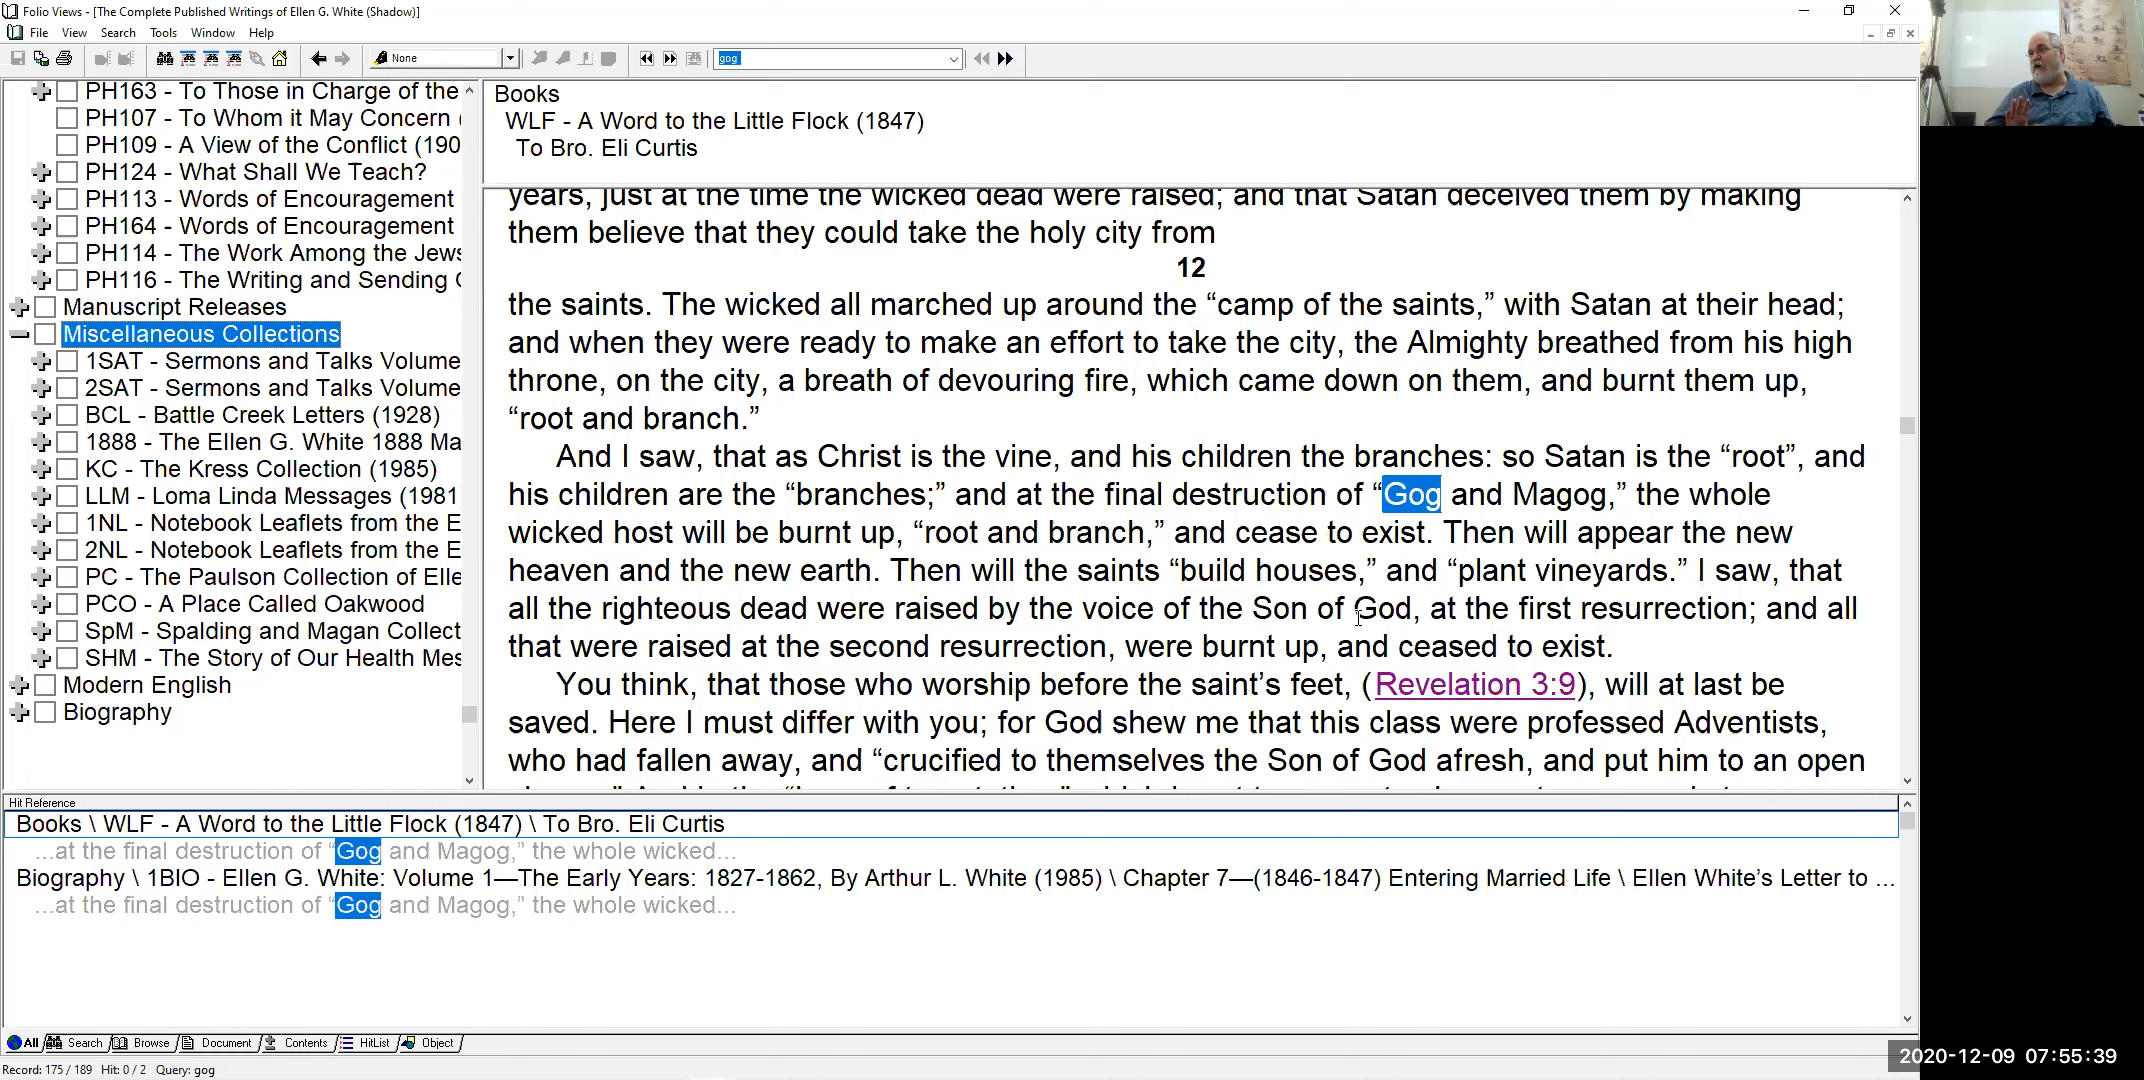 Folio Views - [The Complete Published Writings of Ellen G. White (Shadow)]
File View Search Tools Window Help
None
gog
PH163 - To Those in Charge of the
PH107 - To Whom it May Concern (
PH109 - A View of the Conflict (190
PH124 - What Shall We Teach?
PH113 - Words of Encouragement
PH164 - Words of Encouragement
PH114 - The Work Among the Jews
PH116 - The Writing and Sending
Manuscript Releases
Miscellaneous Collections
1SAT - Sermons and Talks Volume
2SAT - Sermons and Talks Volume
BCL - Battle Creek Letters (1928)
1888 - The Ellen G. White 1888 Ma
KC - The Kress Collection (1985)
LLM - Loma Linda Messages (1981
1NL - Notebook Leaflets from the E
2NL - Notebook Leaflets from the E
PC - The Paulson Collection of Elle
PCO - A Place Called Oakwood
SpM - Spalding and Magan Collect
SHM - The Story of Our Health Mes
Modern English
Biography
Books
WLF - A Word to the Little Flock (1847)
To Bro. Eli Curtis
years, just at the time the wicked dead were raised; and that Satan deceived them by making
them believe that they could take the holy city from
12
the saints. The wicked all marched up around the “camp of the saints,” with Satan at their head;
and when they were ready to make an effort to take the city, the Almighty breathed from his high
throne, on the city, a breath of devouring fire, which came down on them, and burnt them up,
“root and branch.”
And I saw, that as Christ is the vine, and his children the branches: so Satan is the “root”, and
his children are the “branches;” and at the final destruction of “Gog and Magog,” the whole
wicked host will be burnt up, “root and branch,” and cease to exist. Then will appear the new
heaven and the new earth. Then will the saints “build houses,” and “plant vineyards.” I saw, that
all the righteous dead were raised by the voice of the Son of God, at the first resurrection; and all
that were raised at the second resurrection, were burnt up, and ceased to exist.
You think, that those who worship before the saint’s feet, (Revelation 3:9), will at last be
saved. Here I must differ with you; for God shew me that this class were professed Adventists,
who had fallen away, and “crucified to themselves the Son of God afresh, and put him to an open
Hit Reference
Books \ WLF - A Word to the Little Flock (1847) \ To Bro. Eli Curtis
...at the final destruction of “Gog and Magog,” the whole wicked...
Biography \ 1BIO - Ellen G. White: Volume 1—The Early Years: 1827-1862, By Arthur L. White (1985) \ Chapter 7—(1846-1847) Entering Married Life \ Ellen White’s Letter to ...
...at the final destruction of “Gog and Magog,” the whole wicked...
All Search Browse Document Contents HitList Object
Record: 175 / 189 Hit: 0 / 2 Query: gog
2020-12-09 07:55:39